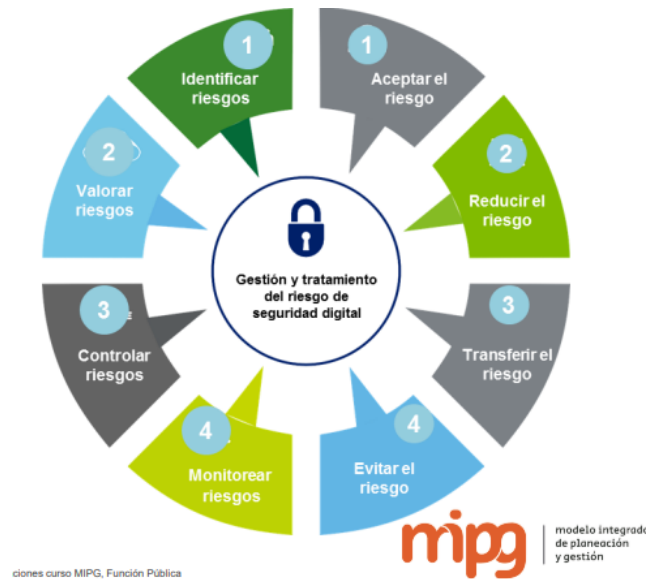 1
Identificar
riesgos
2
Valorar
riesgos
3
Controlar
riesgos
4
Monitorear
riesgos
1
Aceptar el
riesgo
2
Reducir el
riesgo
3
Transferir el
riesgo
4
Evitar el
riesgo
Gestión y tratamiento
del riesgo de
seguridad digital
mipg
modelo integrado
de planeación
y gestión
ciones curso MIPG, Función Pública